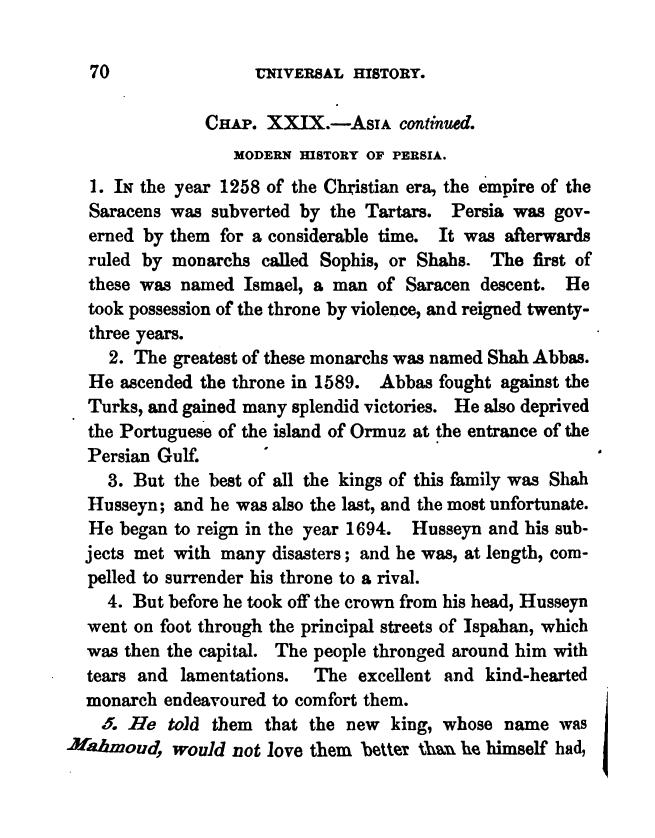 70 UNIVERSAL HISTORY.
CHAP. XXIX.—ASIA continued.
MODERN HISTORY OF PERSIA.
1. IN the year 1258 of the Christian era, the empire of the
Saracens was subverted by the Tartars. Persia was gov-
erned by them for a considerable time. It was afterwards
ruled by monarchs called Sophis, or Shahs. The first of
these was named Ismael, a man of Saracen descent. He
took possession of the throne by violence, and reigned twenty-
three years.
2. The greatest of these monarchs was named Shah Abbas.
He ascended the throne in 1589. Abbas fought against the
Turks, and gained many splendid victories. He also deprived
the Portuguese of the island of Ormuz at the entrance of the
Persian Gulf.
3. But the best of all the kings of this family was Shah
Husseyn; and he was also the last, and the most unfortunate.
He began to reign in the year 1694. Husseyn and his sub-
jects met with many disasters; and he was, at length, com-
pelled to surrender his throne to a rival.
4. But before he took off the crown from his head, Husseyn
went on foot through the principal streets of Ispahan, which
was then the capital. The people thronged around him with
tears and lamentations. The excellent and kind-hearted
monarch endeavoured to comfort them.
5. He told them that the new king, whose name was
Mahmoud, would not love them better than he himself had,